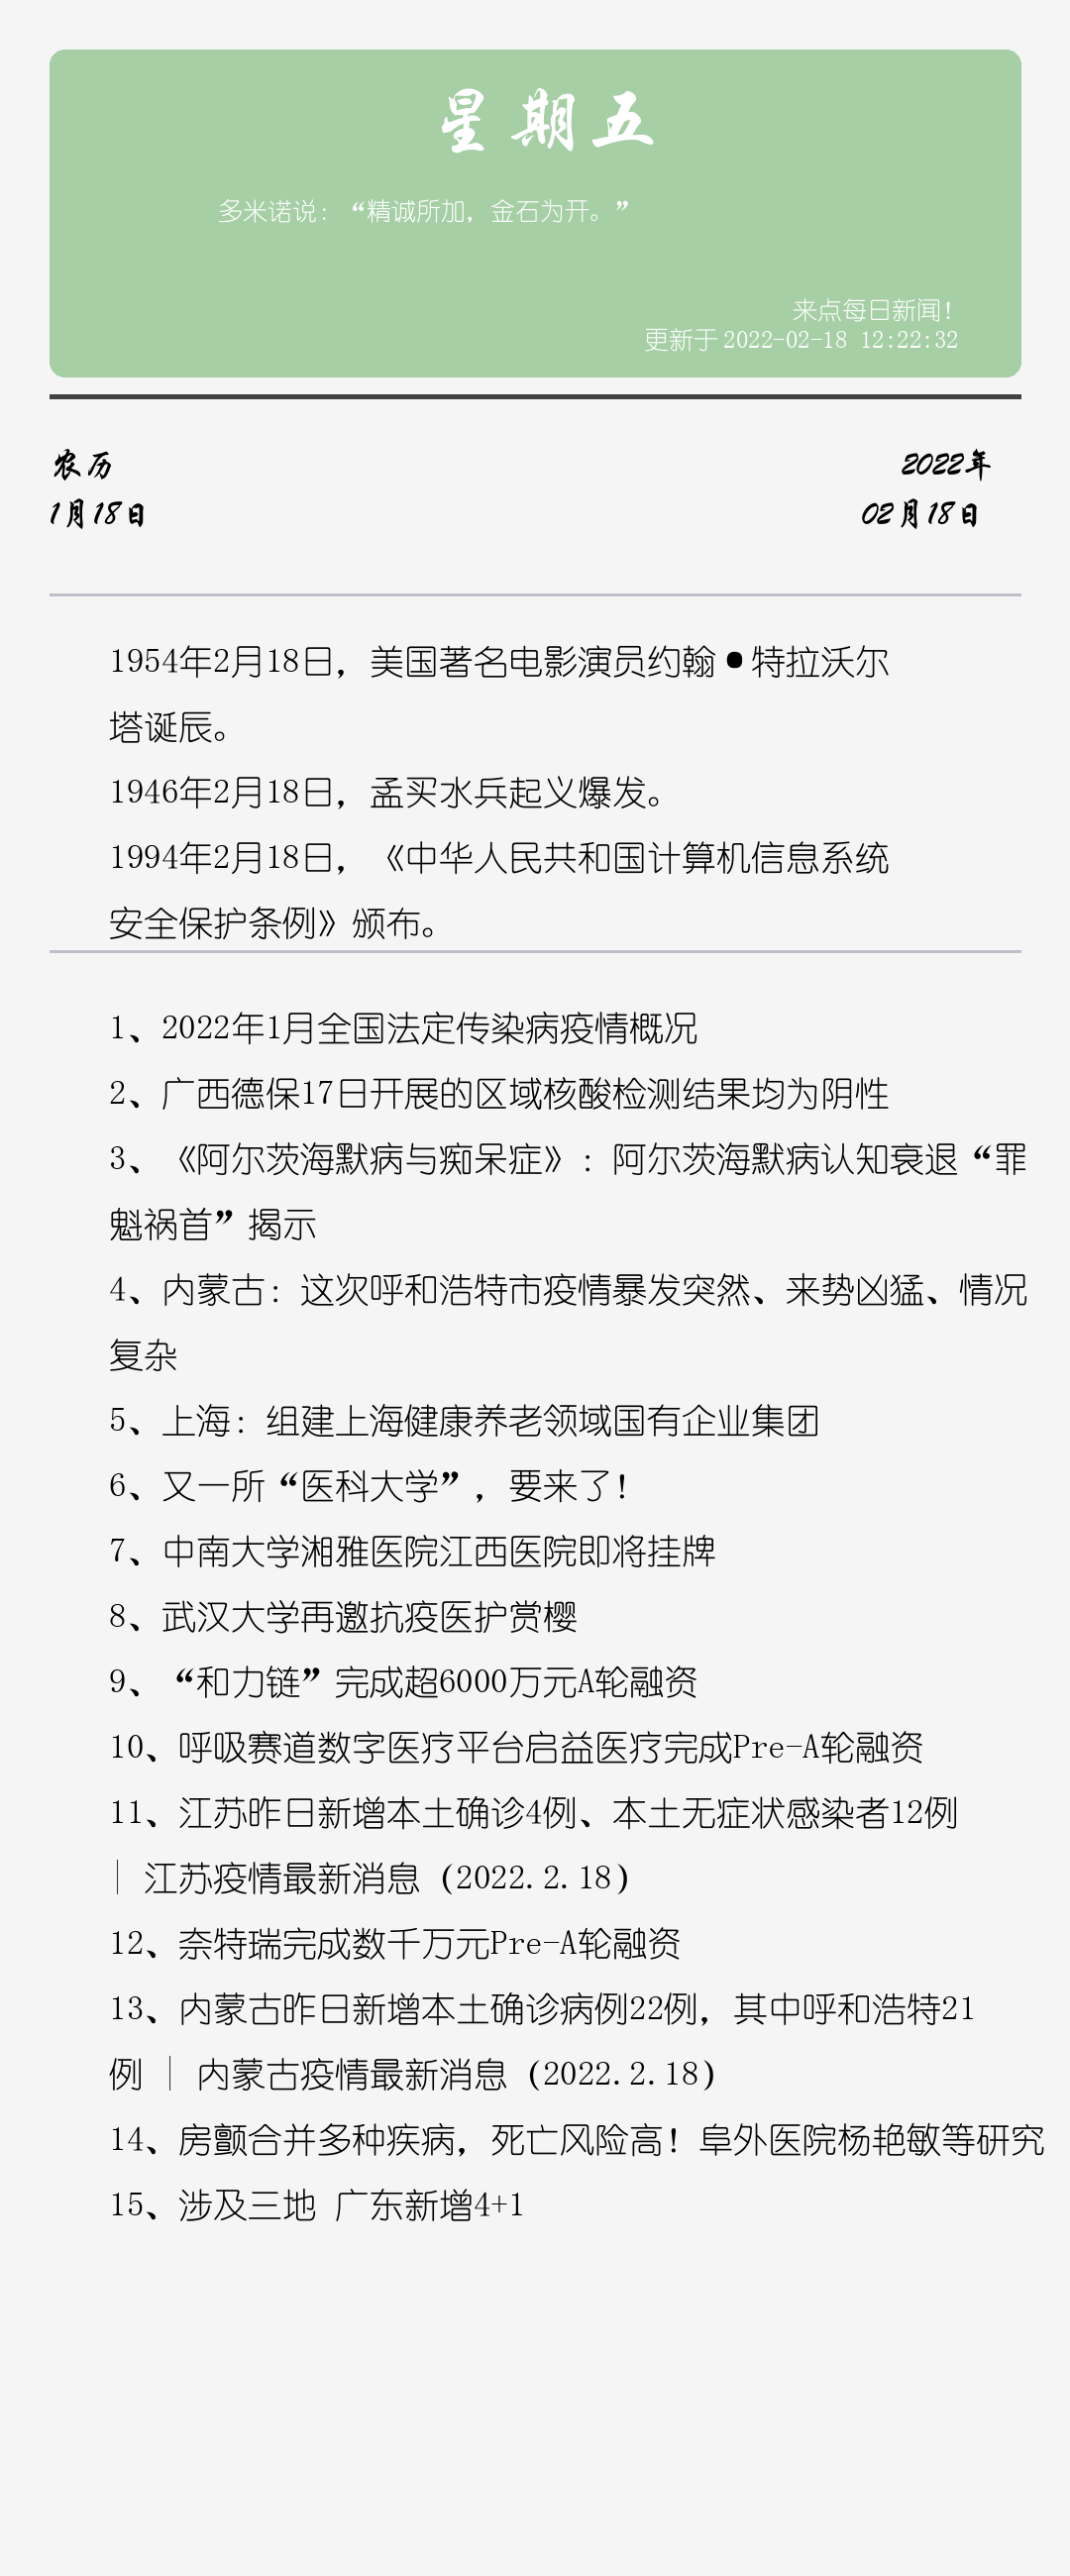 星期五
多米诺说：“精诚所加，金石为开。”
来点每日新闻！
更新于 2022-02-18 12:22:32
农历
2022年
1月18日
02月18日
1954年2月18日，美国著名电影演员约翰•特拉沃尔
塔诞辰。
1946年2月18日，孟买水兵起义爆发。
1994年2月18日，《中华人民共和国计算机信息系统
安全保护条例》颁布。
1、2022年1月全国法定传染病疫情概况
2、广西德保17日开展的区域核酸检测结果均为阴性
3、《阿尔茨海默病与痴呆症》：阿尔茨海默病认知衰退“罪
魁祸首”揭示
4、内蒙古：这次呼和浩特市疫情暴发突然、来势凶猛、情况
复杂
5、上海：组建上海健康养老领域国有企业集团
6、又一所“医科大学”，要来了！
7、中南大学湘雅医院江西医院即将挂牌
8、武汉大学再邀抗疫医护赏樱
9、“和力链”完成超6000万元A轮融资
10、呼吸赛道数字医疗平台启益医疗完成Pre-A轮融资
11、江苏昨日新增本土确诊4例、本土无症状感染者12例
｜江苏疫情最新消息（2022.2.18）
12、奈特瑞完成数千万元Pre-A轮融资
13、内蒙古昨日新增本土确诊病例22例，其中呼和浩特21
例 ｜ 内蒙古疫情最新消息（2022.2.18）
14、房颤合并多种疾病，死亡风险高！阜外医院杨艳敏等研究
15、涉及三地 广东新增4+1